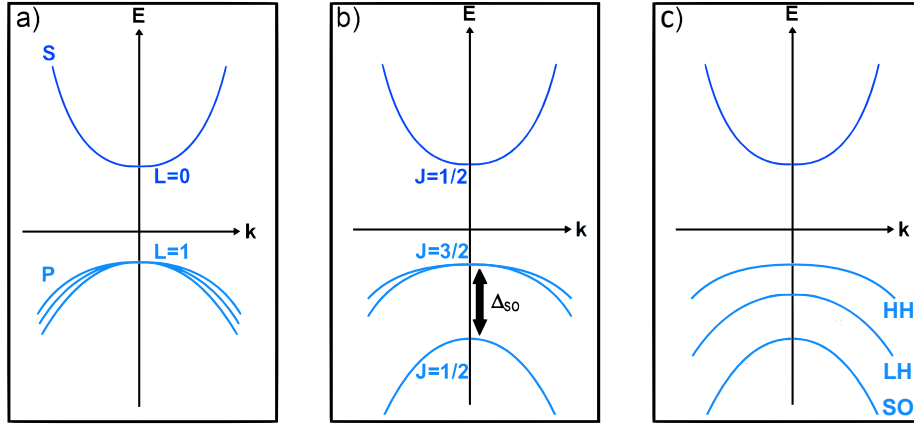 a)
E
S
L=0
k
L=1
P
b)
E
J=1/2
k
J=3/2
Δso
J=1/2
c)
E
k
HH
LH
SO